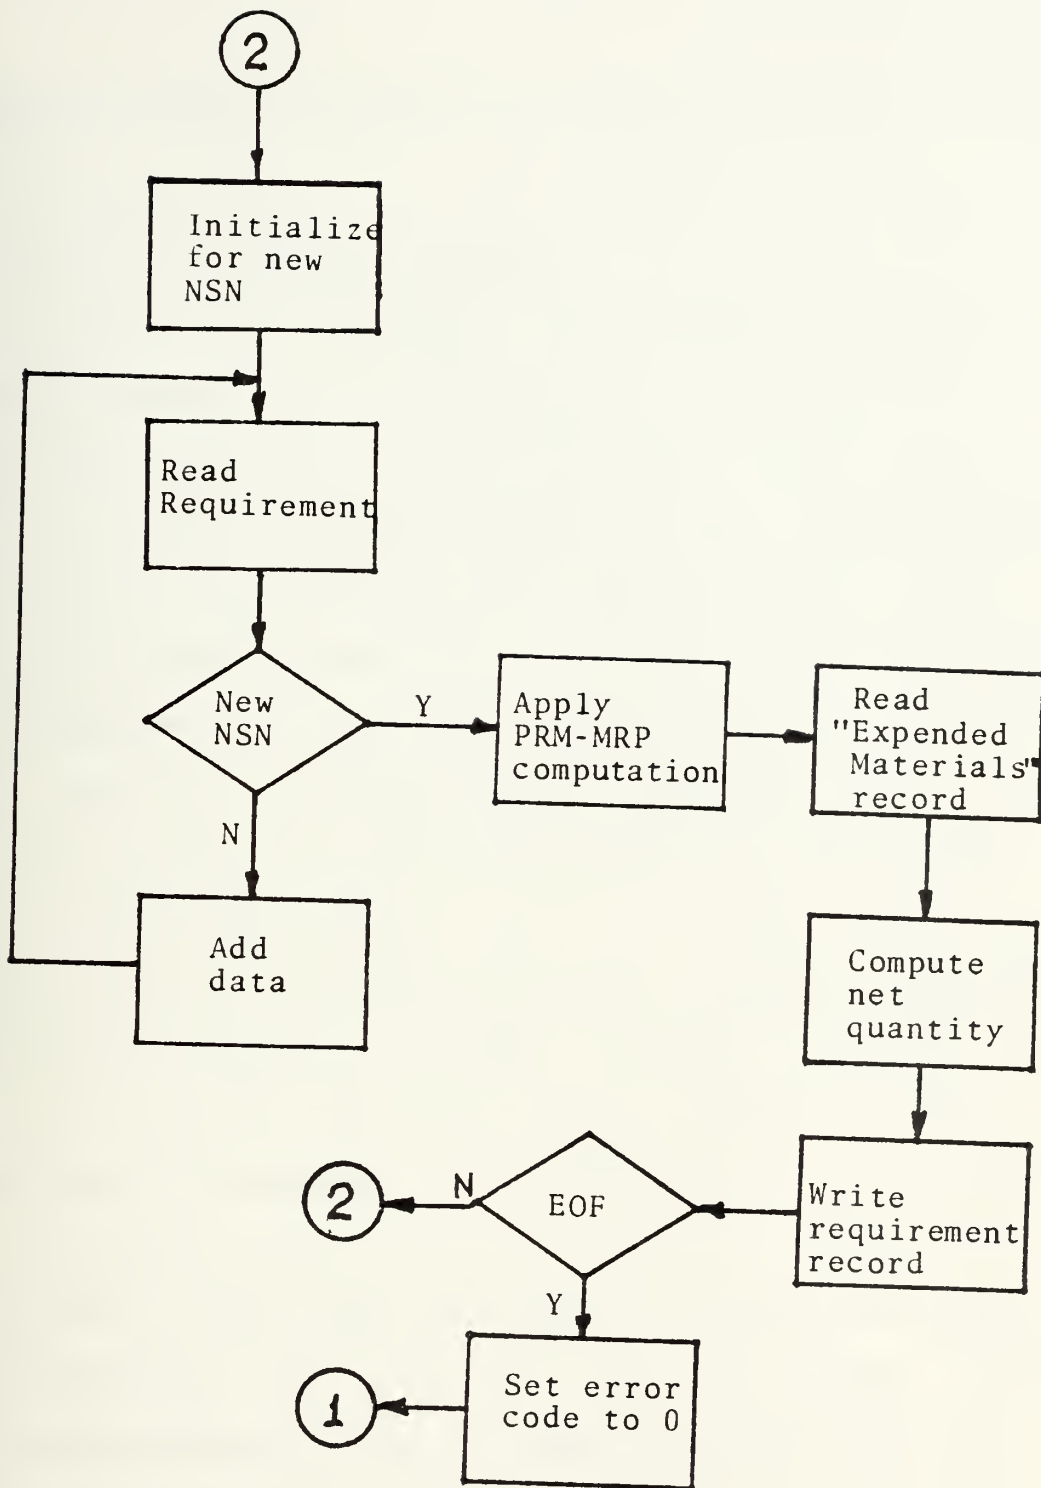 2
Initialize
for new
NSN
Read
Requirement
New
NSN
Y
N
Add
data
Apply
PRM-MRP
computation
Read
"Expended
Materials"
record
Compute
net
quantity
Write
requirement
record
EOF
N
2
Y
Set error
code to 0
1